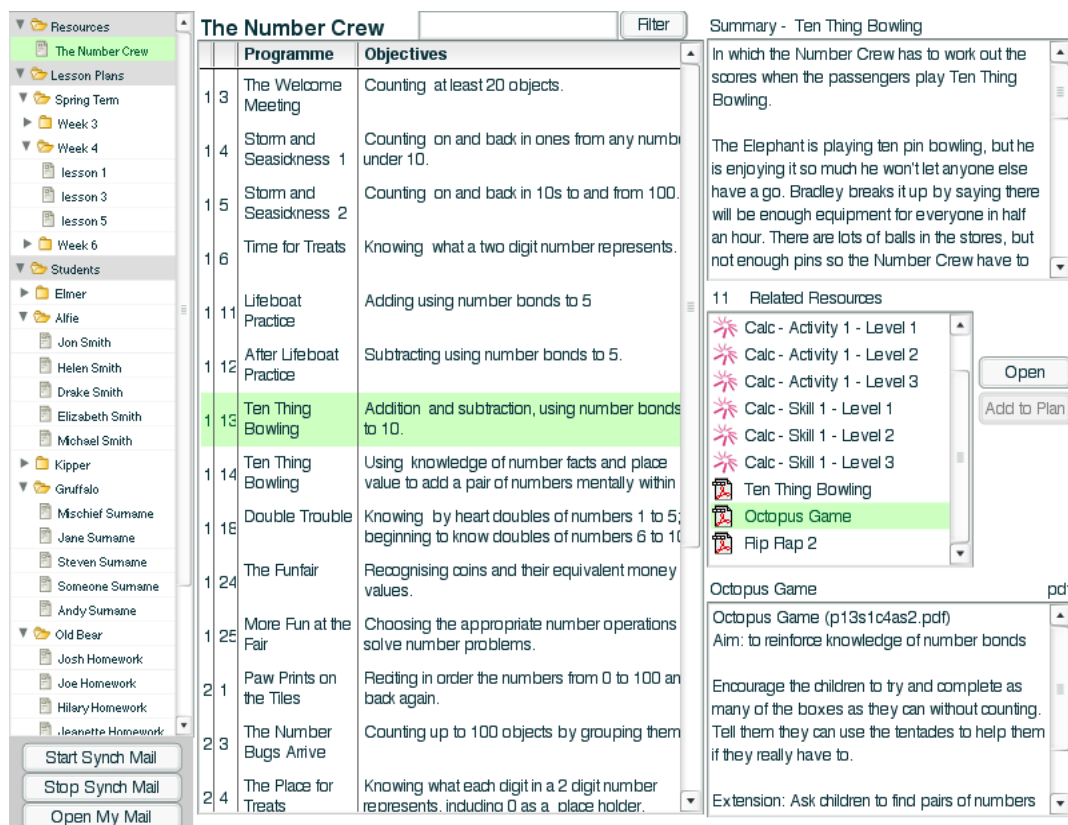 Resources
The Number Crew
Lesson Plans
Spring Term
Week 3
Week 4
lesson 1
lesson 3
lesson 5
Week 6
Students
Elmer
Alfie
Jon Smith
Helen Smith
Drake Smith
Elizabeth Smith
Michael Smith
Kipper
Gruffalo
Mischief Surname
Jane Surname
Steven Surname
Someone Surname
Andy Surname
Old Bear
Josh Homework
Joe Homework
Hilary Homework
Jeanette Homework
Start Synch Mail
Stop Synch Mail
Open My Mail
The Number Crew
Filter
Programme Objectives
1 3 The Welcome Meeting Counting at least 20 objects.
1 4 Storm and Seasickness 1 Counting on and back in ones from any numbe
under 10.
1 5 Storm and Seasickness 2 Counting on and back in 10s to and from 100.
1 6 Time for Treats Knowing what a two digit number represents.
1 11 Lifeboat Practice Adding using number bonds to 5
1 12 After Lifeboat Practice Subtracting using number bonds to 5.
1 13 Ten Thing Bowling Addition and subtraction, using number bonds
to 10.
1 14 Ten Thing Bowling Using knowledge of number facts and place
value to add a pair of numbers mentally within
1 18 Double Trouble Knowing by heart doubles of numbers 1 to 5;
beginning to know doubles of numbers 6 to 10
1 24 The Funfair Recognising coins and their equivalent money
values.
1 25 More Fun at the Fair Choosing the appropriate number operations
solve number problems.
2 1 Paw Prints on the Tiles Reciting in order the numbers from 0 to 100 an
back again.
2 3 The Number Bugs Arrive Counting up to 100 objects by grouping them
2 4 The Place for Treats Knowing what each digit in a 2 digit number
represents, including 0 as a place holder.
Summary - Ten Thing Bowling
In which the Number Crew has to work out the
scores when the passengers play Ten Thing
Bowling.
The Elephant is playing ten pin bowling, but he
is enjoying it so much he won't let anyone else
have a go. Bradley breaks it up by saying there
will be enough equipment for everyone in half
an hour. There are lots of balls in the stores, but
not enough pins so the Number Crew have to
11 Related Resources
Calc - Activity 1 - Level 1
Calc - Activity 1 - Level 2
Calc - Activity 1 - Level 3
Calc - Skill 1 - Level 1
Calc - Skill 1 - Level 2
Calc - Skill 1 - Level 3
Ten Thing Bowling
Octopus Game
Rip Rap 2
Open
Add to Plan
Octopus Game pdf
Octopus Game (p13s1c4as2.pdf)
Aim: to reinforce knowledge of number bonds
Encourage the children to try and complete as
many of the boxes as they can without counting.
Tell them they can use the tentacles to help them
if they really have to.
Extension: Ask children to find pairs of numbers